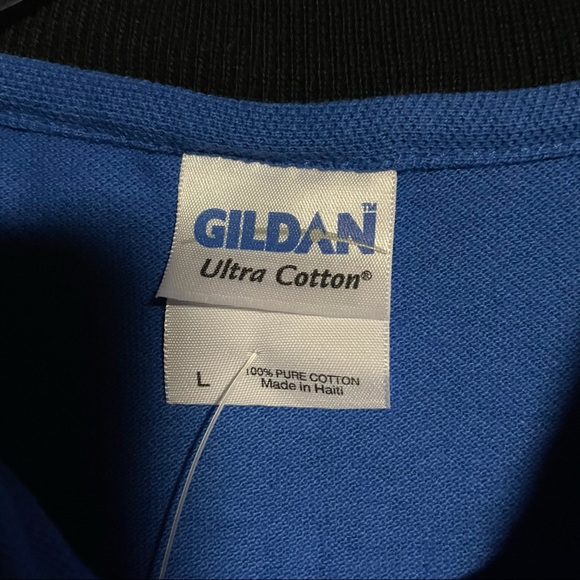 GILDAN™
Ultra Cotton®
L
100% PURE COTTON
Made in Haiti